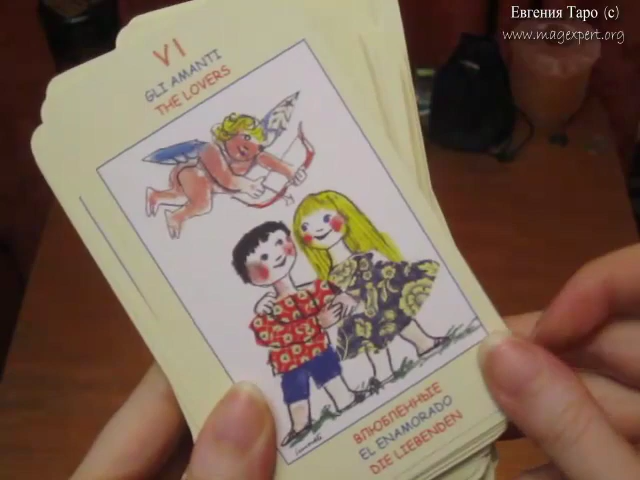 Евгения Таро (с)
www.magexpert.org
VI
GLI AMANTI
THE LOVERS
ВЛЮБЛЕННЫЕ
EL ENAMORADO
DIE LIEBENDEN